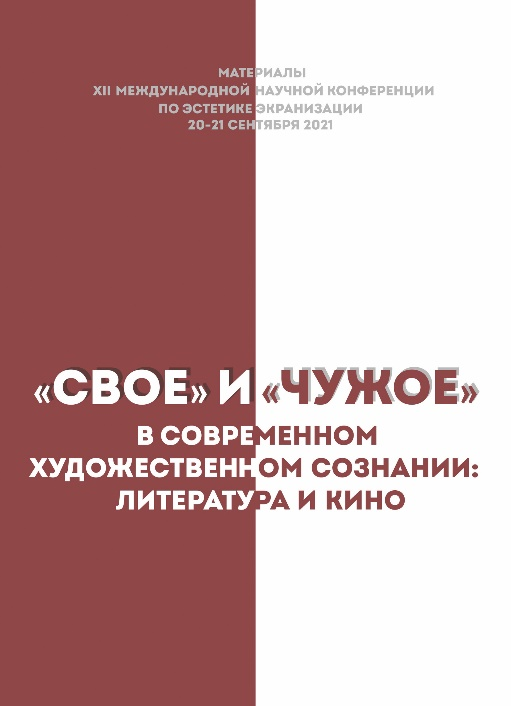 МАТЕРИАЛЫ
XII МЕЖДУНАРОДНОЙ НАУЧНОЙ КОНФЕРЕНЦИИ
ПО ЭСТЕТИКЕ ЭКРАНИЗАЦИИ
20-21 СЕНТЯБРЯ 2021
«СВОЕ» И «ЧУЖОЕ»
В СОВРЕМЕННОМ
ХУДОЖЕСТВЕННОМ СОЗНАНИИ:
ЛИТЕРАТУРА И КИНО